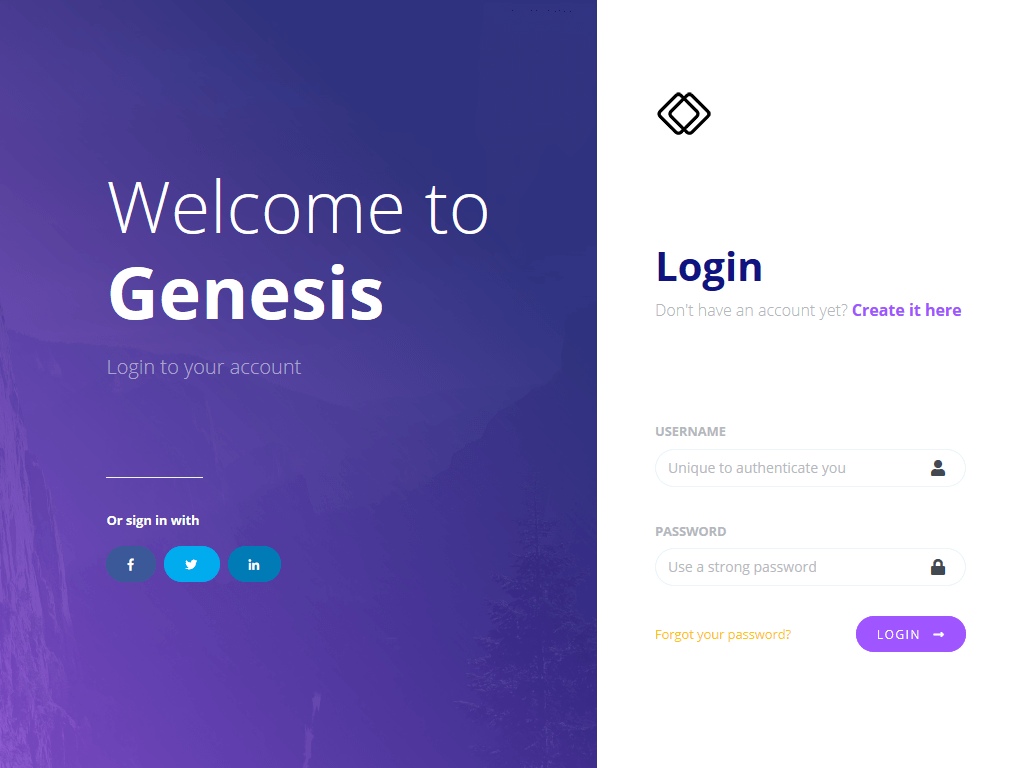 Welcome to
Genesis
Login to your account
Or sign in with
Login
Don't have an account yet? Create it here
USERNAME
Unique to authenticate you
PASSWORD
Use a strong password
Forgot your password?
LOGIN